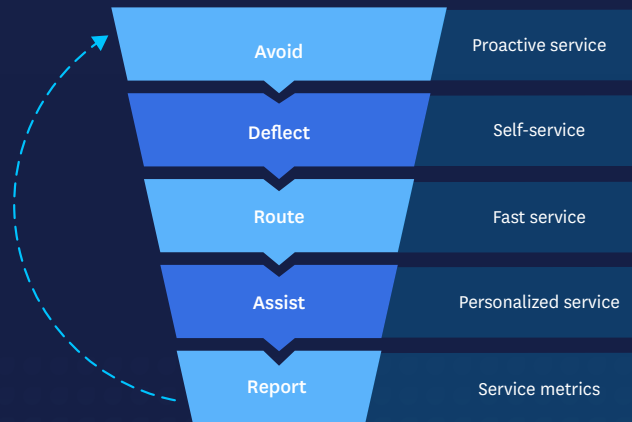 Avoid
Proactive service
Deflect
Self-service
Route
Fast service
Assist
Personalized service
Report
Service metrics